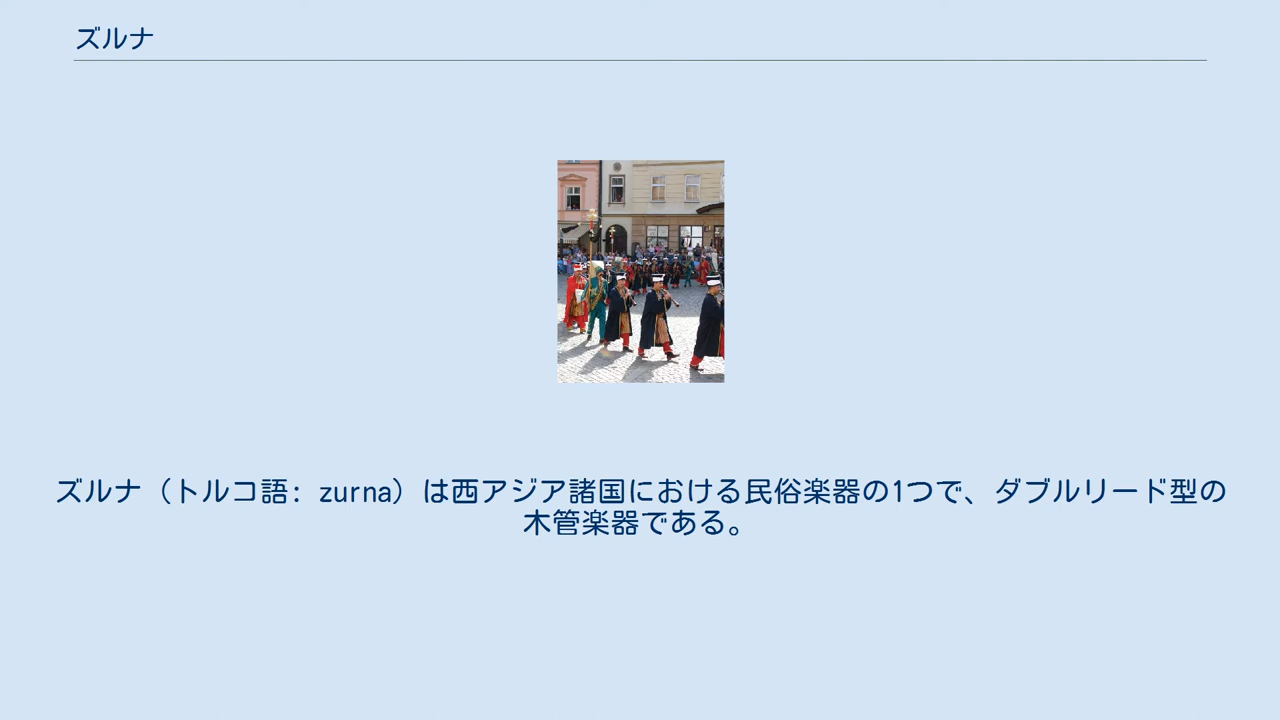 ズルナ
ズルナ（トルコ語: zurna）は西アジア諸国における民俗楽器の1つで、ダブルリード型の
木管楽器である。